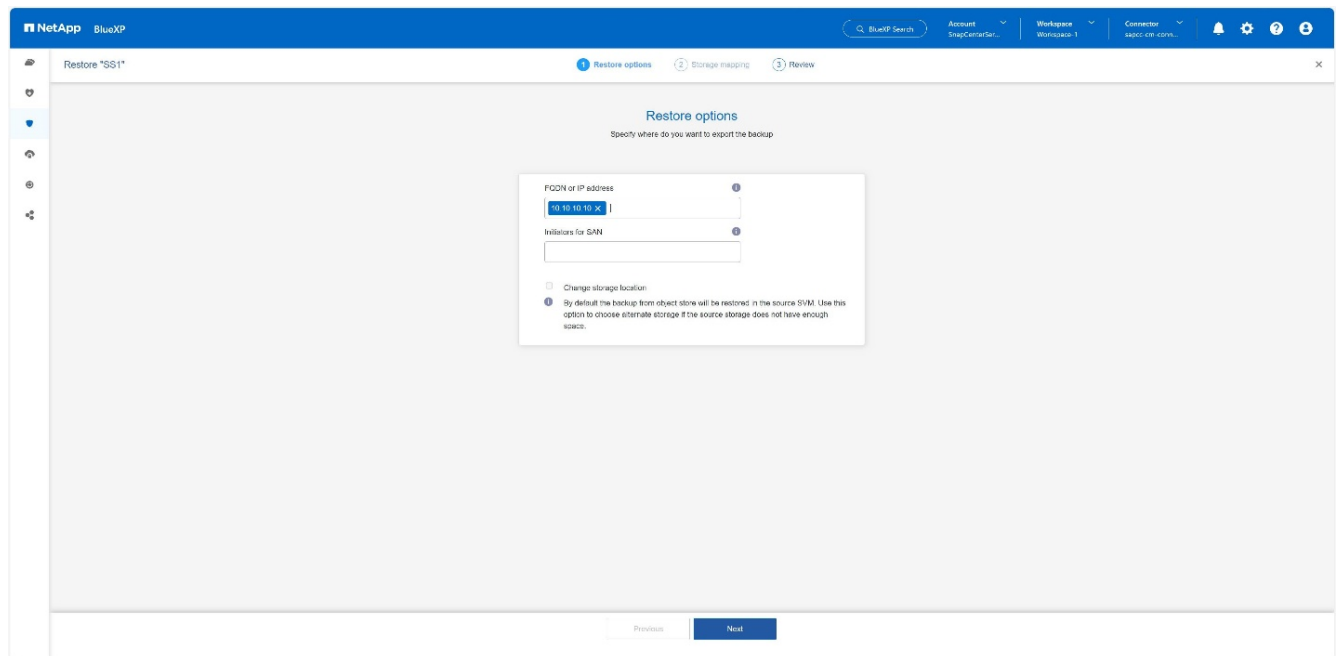 NetApp BlueXP
BlueXP Search
Account
SnapCenterSer...
Workspace
Workspace-1
Connector
sapcc-cm-conn...
Restore "SS1"
1 Restore options
2 Storage mapping
3 Review
Restore options
Specify where do you want to export the backup
FQDN or IP address
10.10.10.10
Initiators for SAN
Change storage location
By default the backup from object store will be restored in the source SVM. Use this
option to choose alternate storage if the source storage does not have enough
space.
Previous
Next